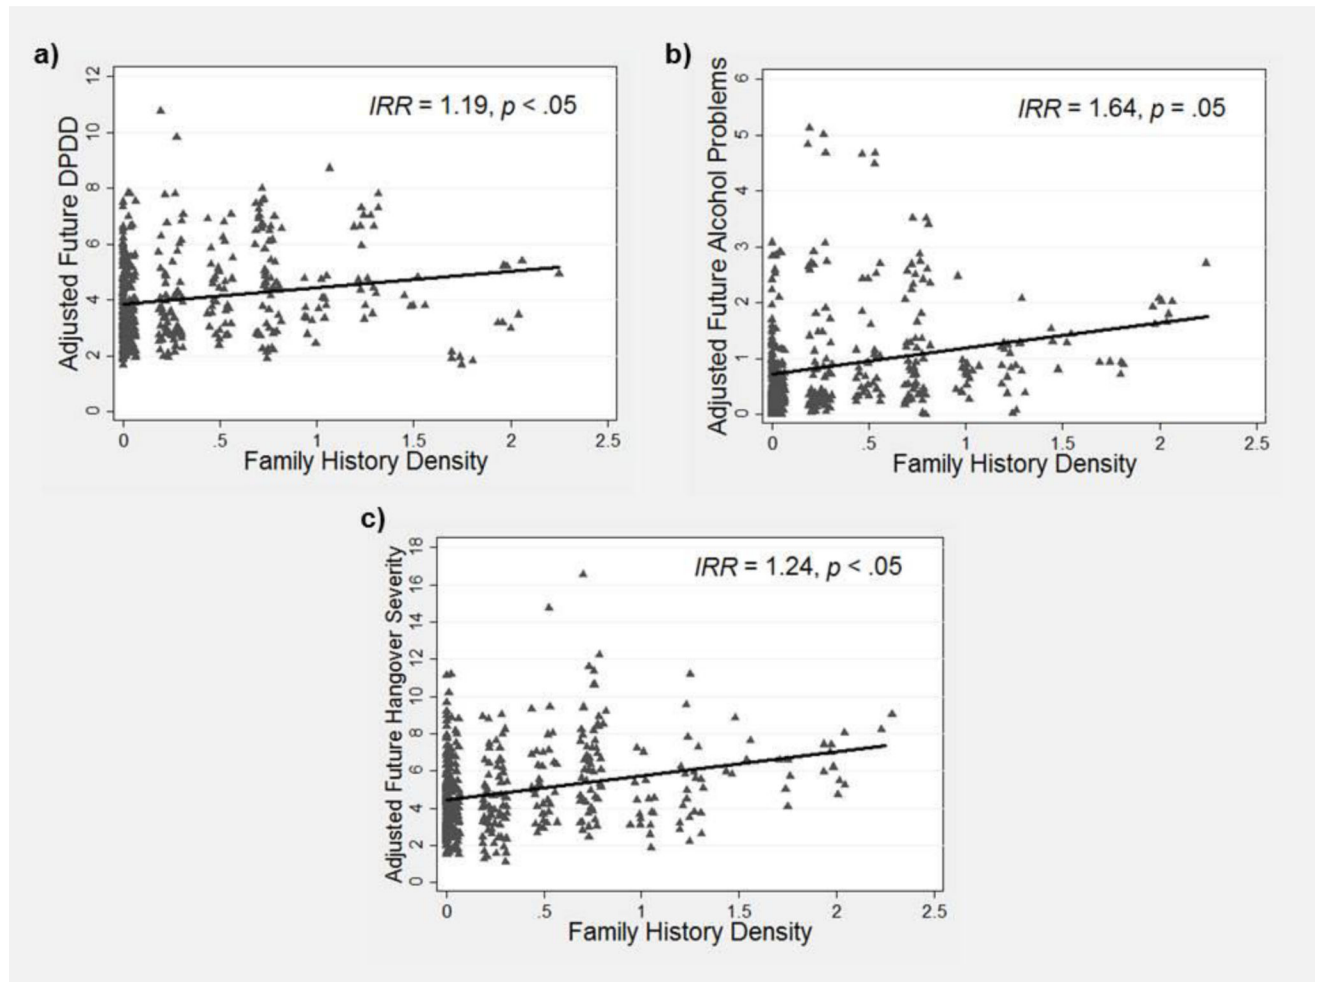 a)
IRR = 1.19, p < .05
Adjusted Future DPDD
12
10
8
6
4
2
0
0 .5 1 1.5 2 2.5
Family History Density
b)
IRR = 1.64, p = .05
Adjusted Future Alcohol Problems
6
5
4
3
2
1
0
0 .5 1 1.5 2 2.5
Family History Density
c)
IRR = 1.24, p < .05
Adjusted Future Hangover Severity
18
16
14
12
10
8
6
4
2
0
0 .5 1 1.5 2 2.5
Family History Density